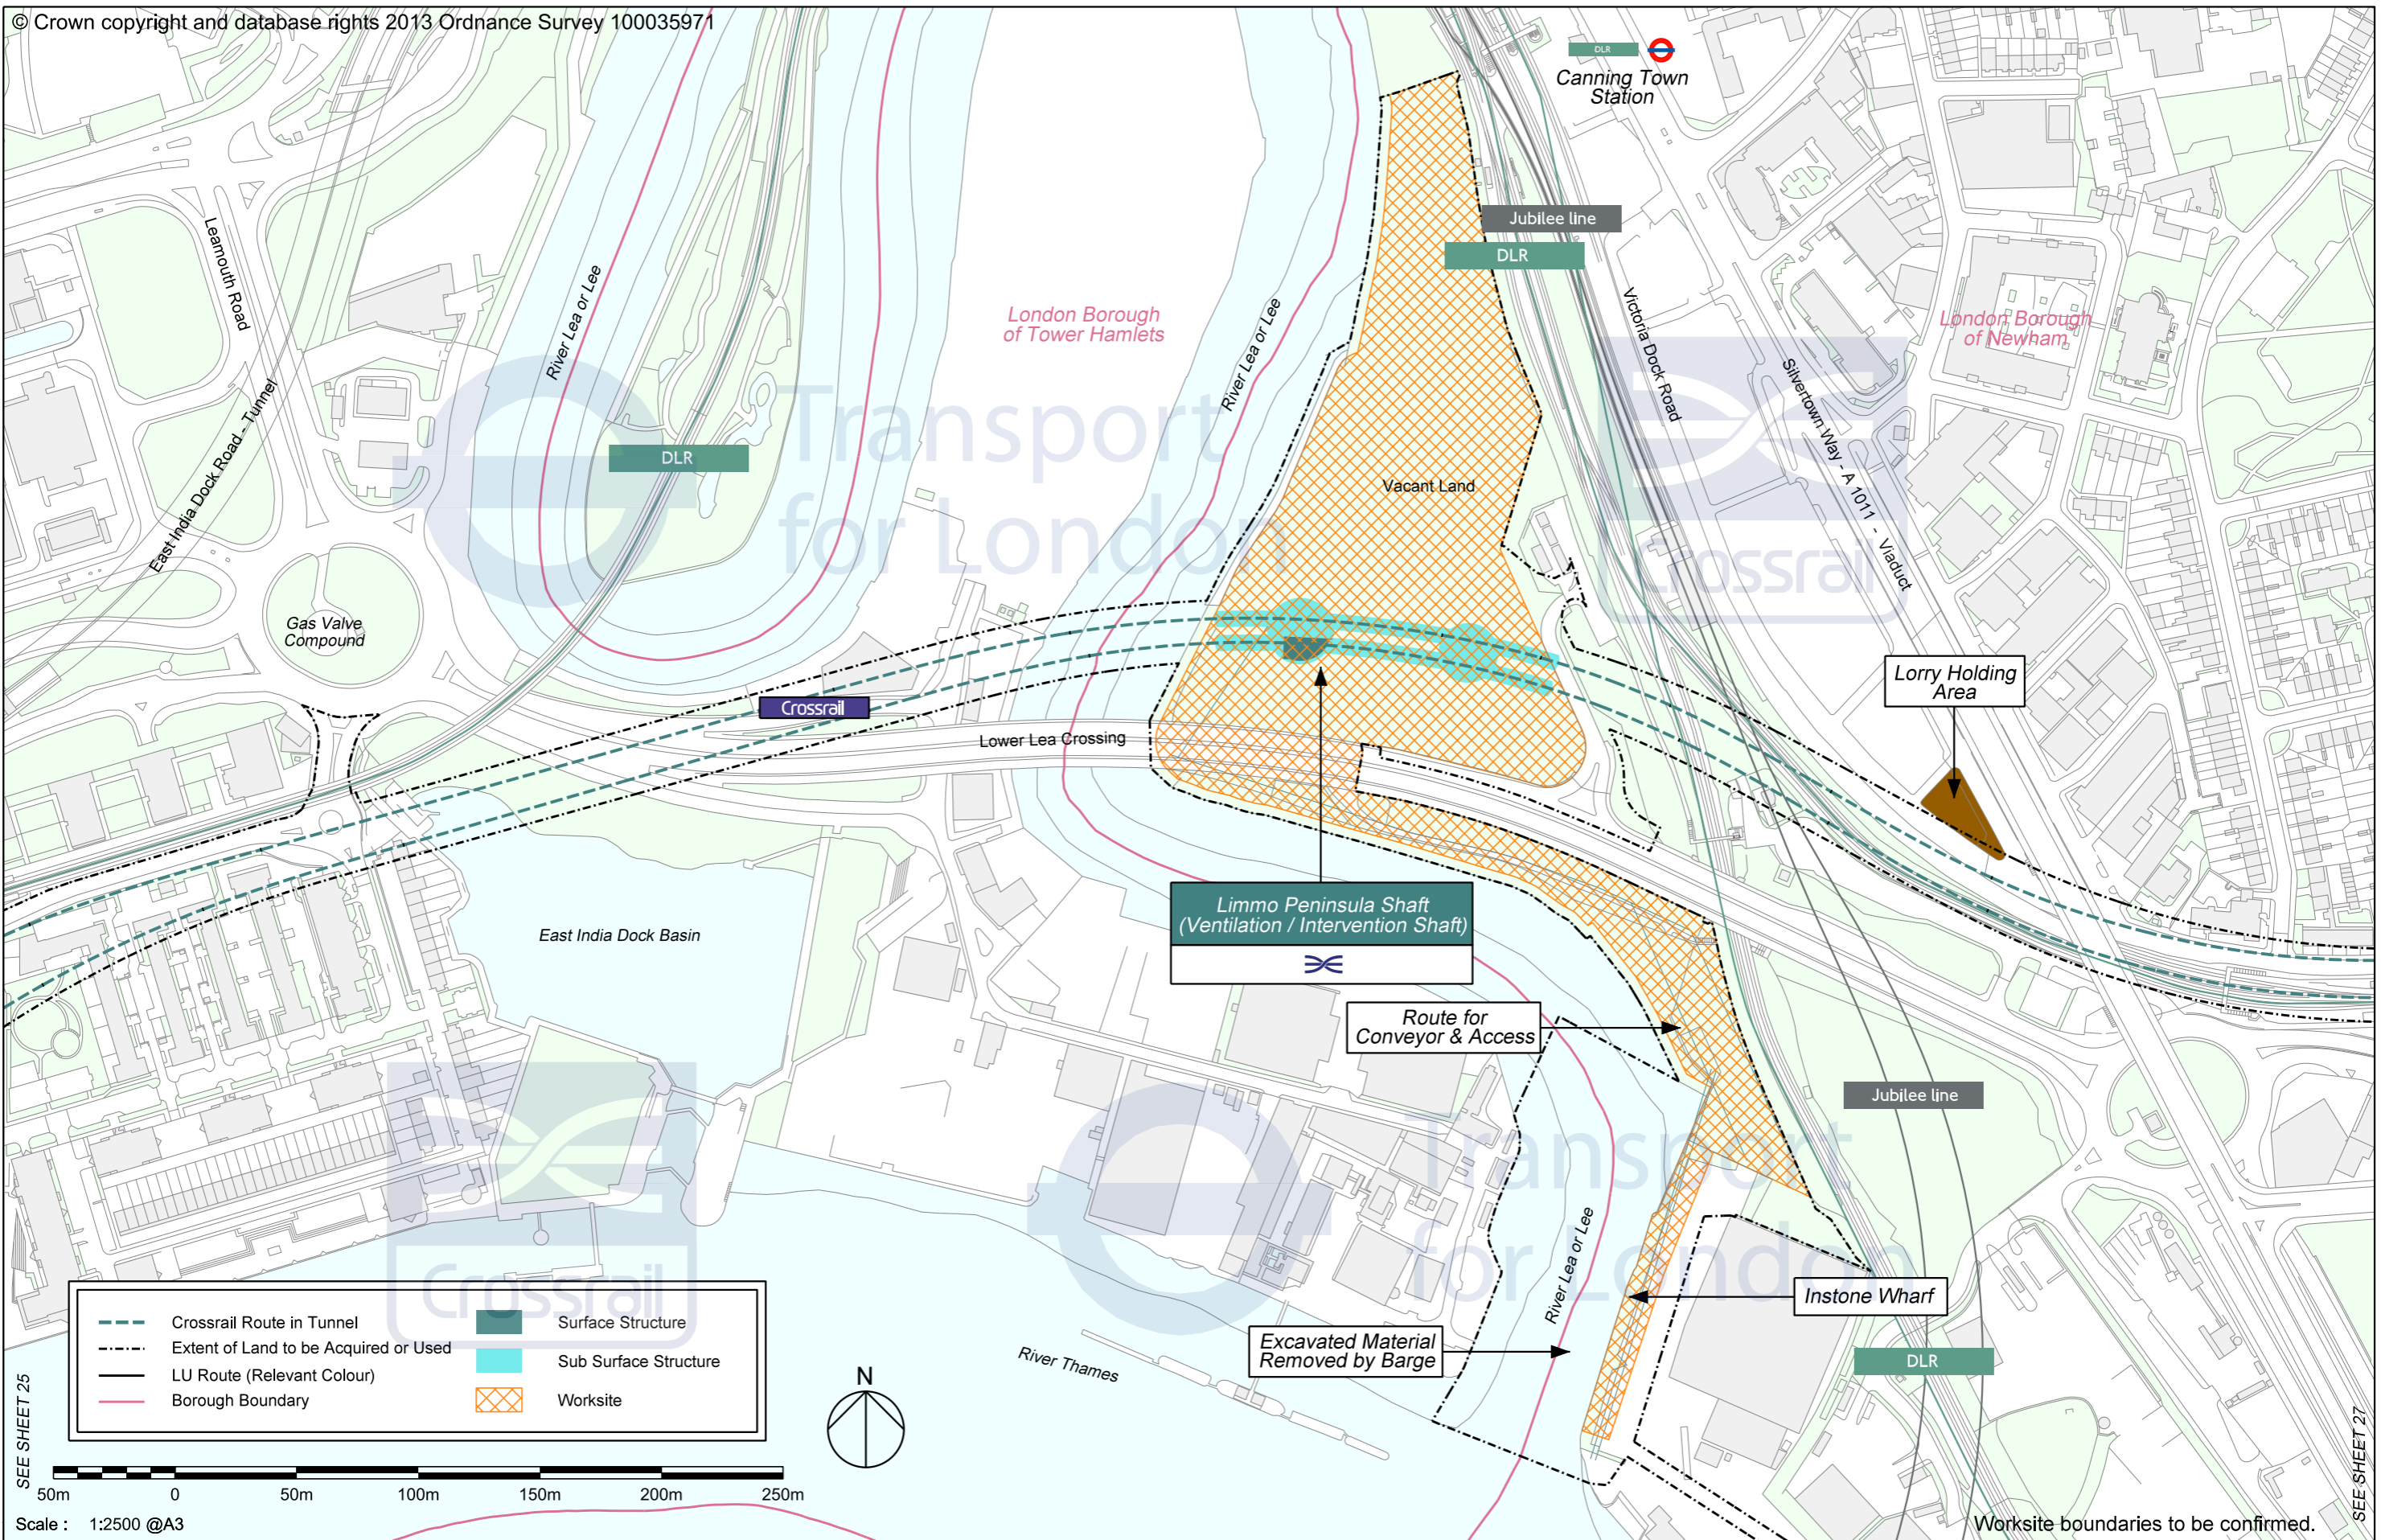 © Crown copyright and database rights 2013 Ordnance Survey 100035971
DLR
Canning Town
Station
Jubilee line
DLR
Leamouth Road
River Lea or Lee
London Borough
of Tower Hamlets
River Lea or Lee
Victoria Dock Road
London Borough
of Newham
Silvertown Way - A 1011 - Viaduct
East India Dock Road - Tunnel
Transport
for London
DLR
Vacant Land
Crossrail
Gas Valve
Compound
Lorry Holding
Area
Crossrail
Lower Lea Crossing
Limmo Peninsula Shaft
(Ventilation / Intervention Shaft)
East India Dock Basin
Route for
Conveyor & Access
Jubilee line
Transport
for London
Crossrail
River Lea or Lee
Instone Wharf
Excavated Material
Removed by Barge
DLR
River Thames
Crossrail Route in Tunnel
Extent of Land to be Acquired or Used
LU Route (Relevant Colour)
Borough Boundary
Surface Structure
Sub Surface Structure
Worksite
N
SEE SHEET 25
SEE SHEET 27
50m 0 50m 100m 150m 200m 250m
Scale : 1:2500 @A3
Worksite boundaries to be confirmed.